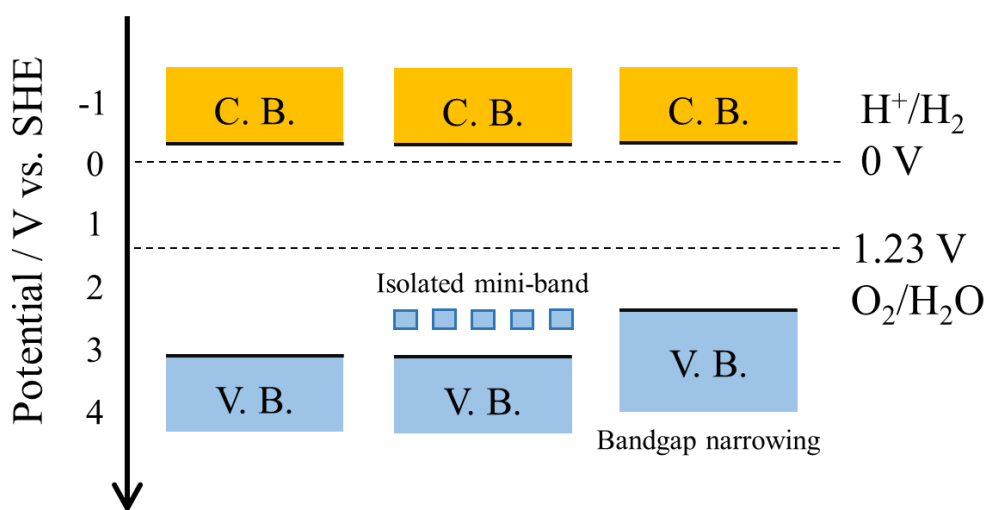 Potential / V vs. SHE
-1
0
1
2
3
4
C. B.
C. B.
C. B.
H⁺/H₂
0 V
1.23 V
O₂/H₂O
Isolated mini-band
V. B.
V. B.
V. B.
Bandgap narrowing